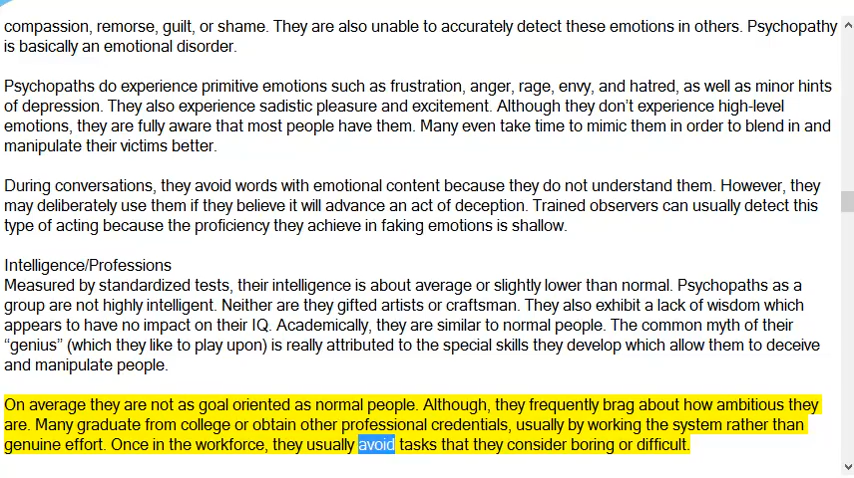 compassion, remorse, guilt, or shame. They are also unable to accurately detect these emotions in others. Psychopathy
is basically an emotional disorder.
Psychopaths do experience primitive emotions such as frustration, anger, rage, envy, and hatred, as well as minor hints
of depression. They also experience sadistic pleasure and excitement. Although they don’t experience high-level
emotions, they are fully aware that most people have them. Many even take time to mimic them in order to blend in and
manipulate their victims better.
During conversations, they avoid words with emotional content because they do not understand them. However, they
may deliberately use them if they believe it will advance an act of deception. Trained observers can usually detect this
type of acting because the proficiency they achieve in faking emotions is shallow.
Intelligence/Professions
Measured by standardized tests, their intelligence is about average or slightly lower than normal. Psychopaths as a
group are not highly intelligent. Neither are they gifted artists or craftsman. They also exhibit a lack of wisdom which
appears to have no impact on their IQ. Academically, they are similar to normal people. The common myth of their
“genius” (which they like to play upon) is really attributed to the special skills they develop which allow them to deceive
and manipulate people.
On average they are not as goal oriented as normal people. Although, they frequently brag about how ambitious they
are. Many graduate from college or obtain other professional credentials, usually by working the system rather than
genuine effort. Once in the workforce, they usually avoid tasks that they consider boring or difficult.